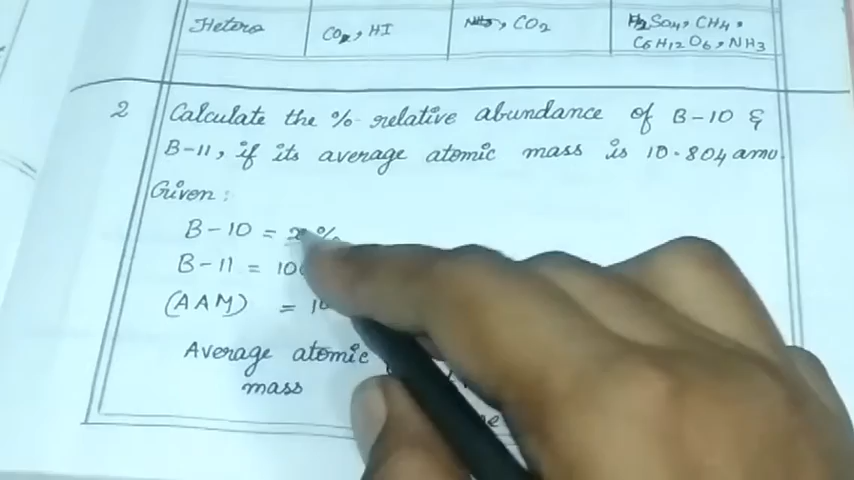 Hetero CO₂, HI CO₂ H₂SO₄, CH₄,
C₆H₁₂O₆, NH₃
2 Calculate the % relative abundance of B-10 &
B-11, if its average atomic mass is 10.804 amu.
Given:
B-10 = x %
B-11 = 100
(AAM) = 10
Average atomic
mass